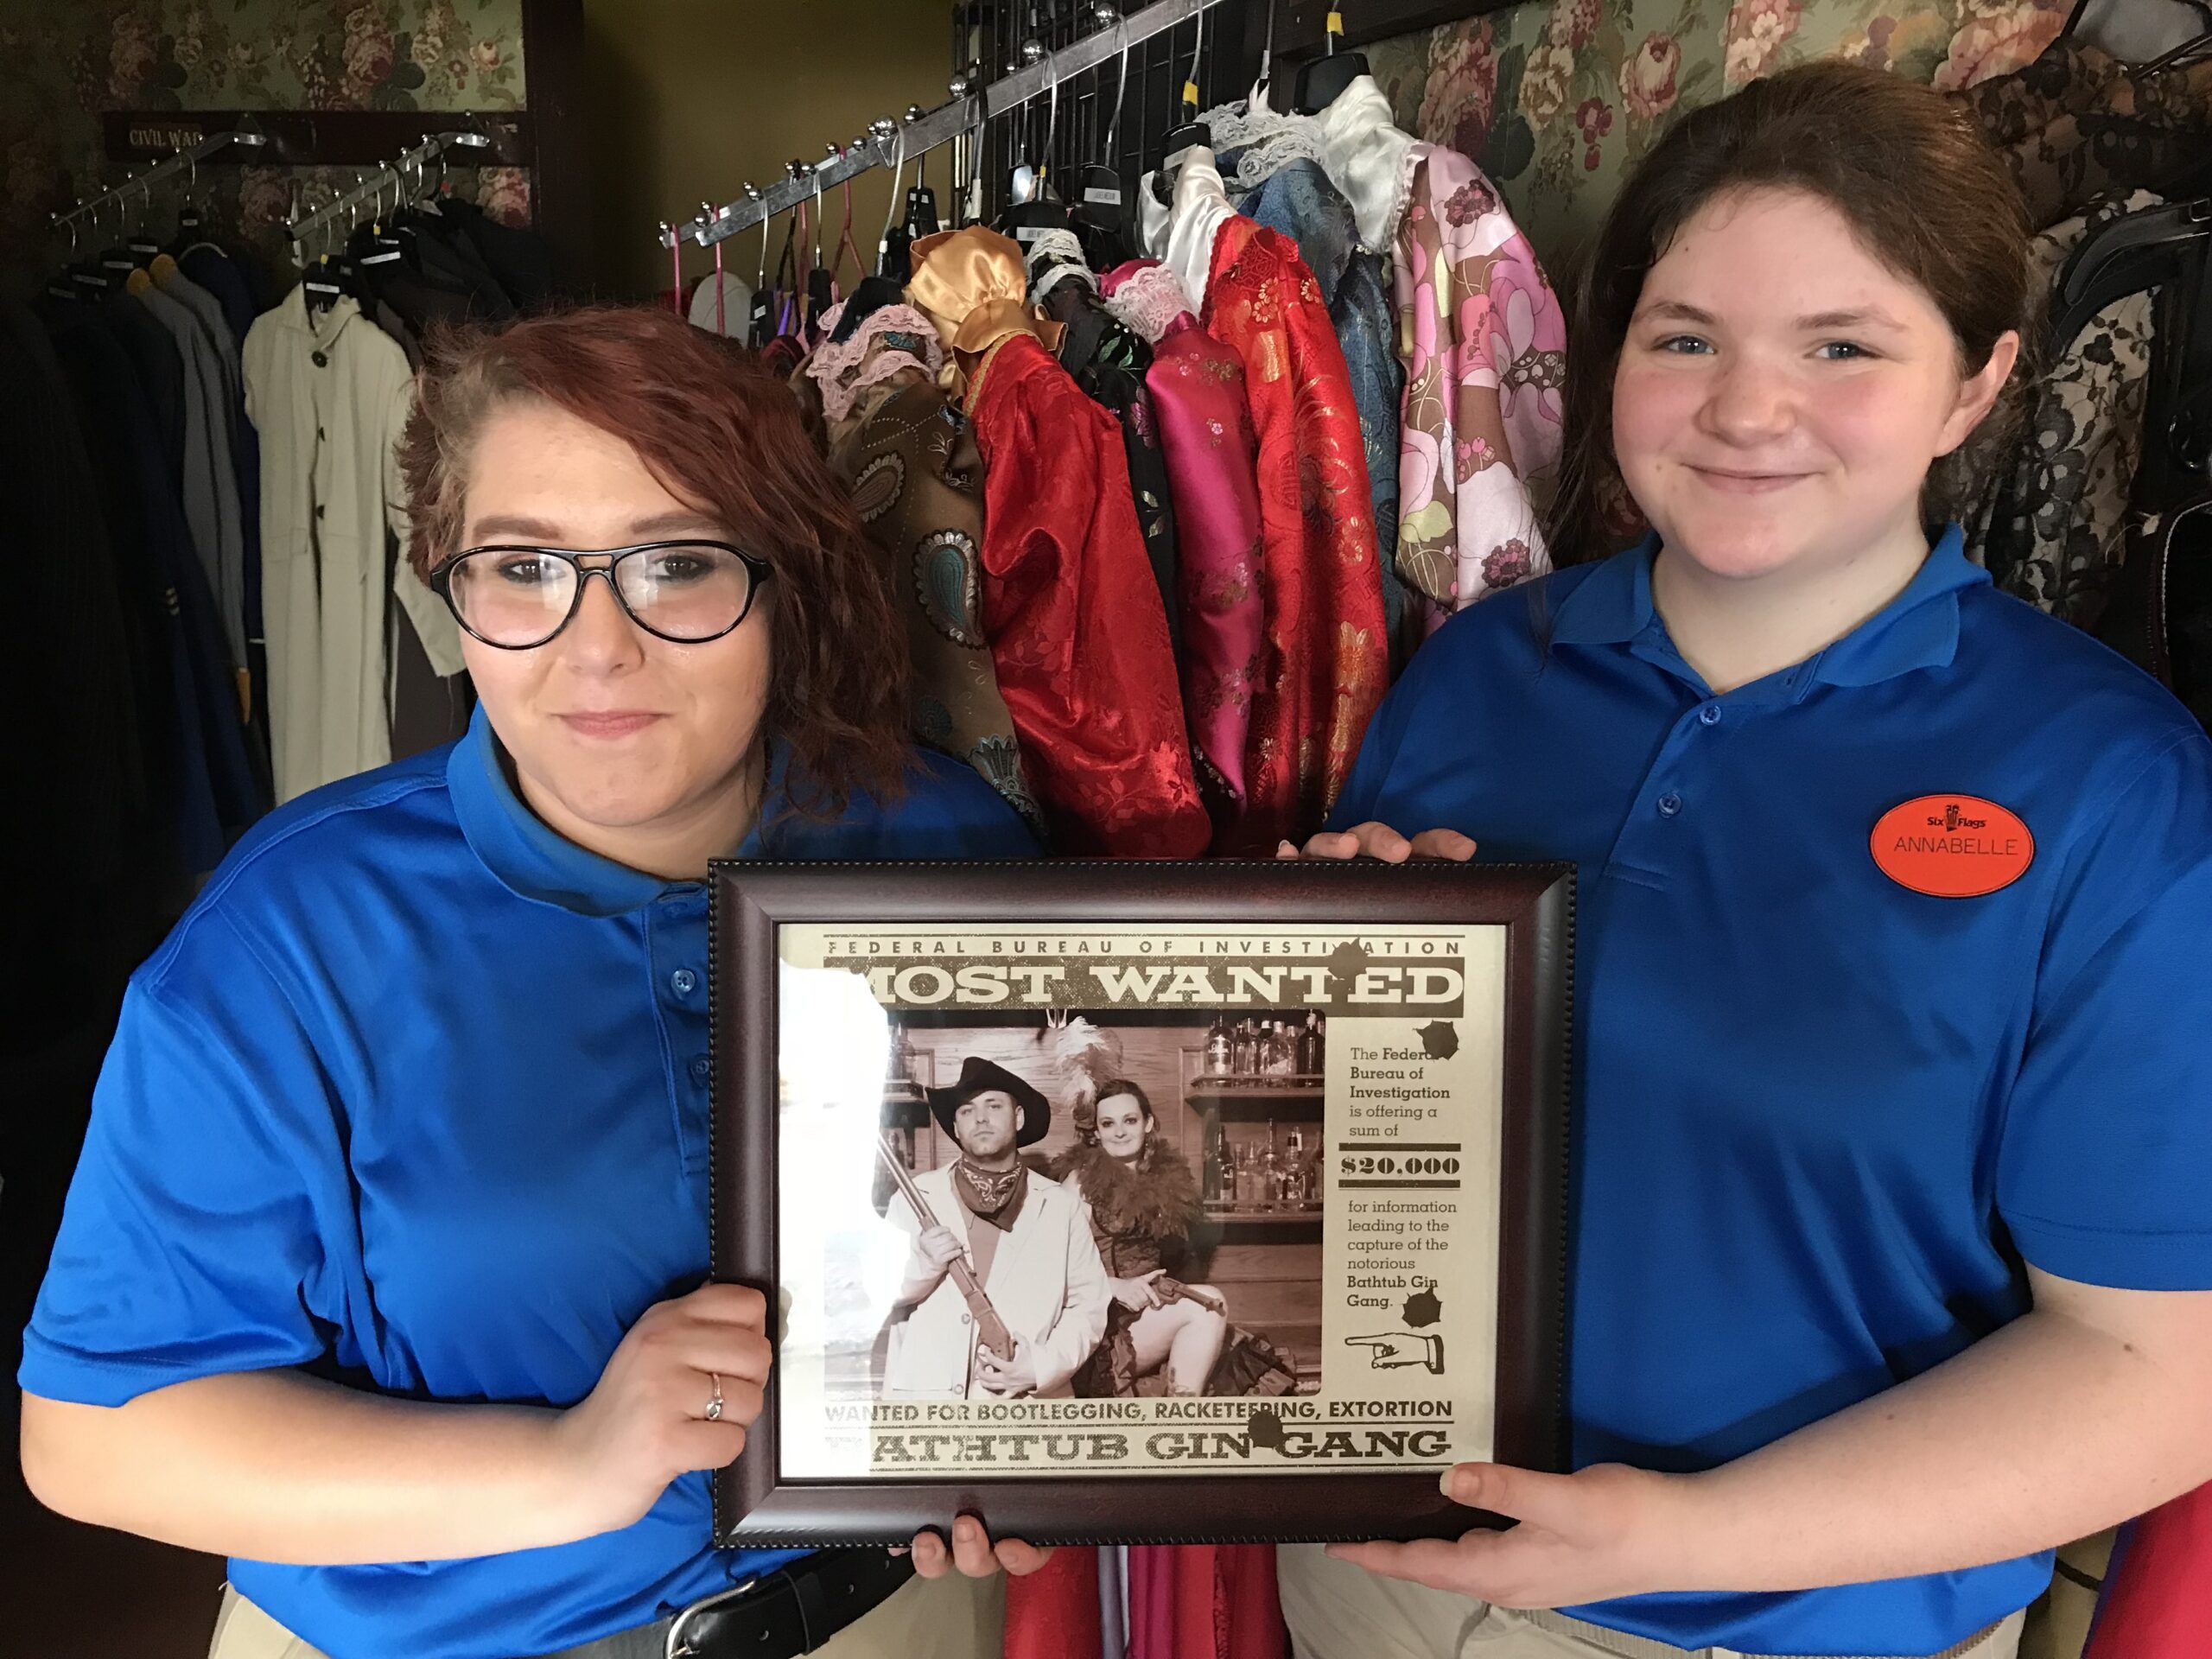 CIVIL WAR
Six Flags
ANNABELLE
FEDERAL BUREAU OF INVESTIGATION
MOST WANTED
The Federal
Bureau of
Investigation
is offering a
sum of
$20,000
for information
leading to the
capture of the
notorious
Bathtub Gin
Gang.
WANTED FOR BOOTLEGGING, RACKETEERING, EXTORTION
BATHTUB GIN GANG